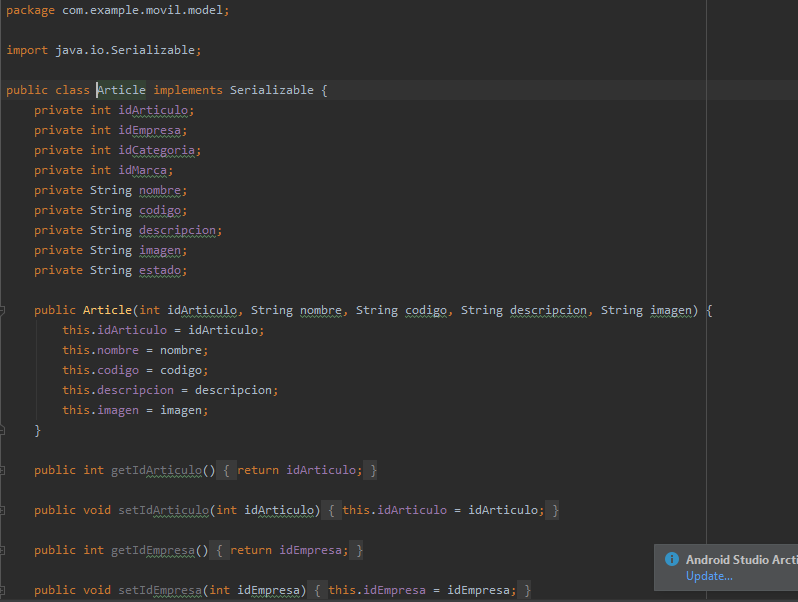 package com.example.movil.model;
import java.io.Serializable;
public class Article implements Serializable {
private int idArticulo;
private int idEmpresa;
private int idCategoria;
private int idMarca;
private String nombre;
private String codigo;
private String descripcion;
private String imagen;
private String estado;
public Article(int idArticulo, String nombre, String codigo, String descripcion, String imagen) {
this.idArticulo = idArticulo;
this.nombre = nombre;
this.codigo = codigo;
this.descripcion = descripcion;
this.imagen = imagen;
}
public int getIdArticulo() { return idArticulo; }
public void setIdArticulo(int idArticulo) { this.idArticulo = idArticulo; }
public int getIdEmpresa() { return idEmpresa; }
public void setIdEmpresa(int idEmpresa) { this.idEmpresa = idEmpresa; }
Android Studio Arcti
Update...